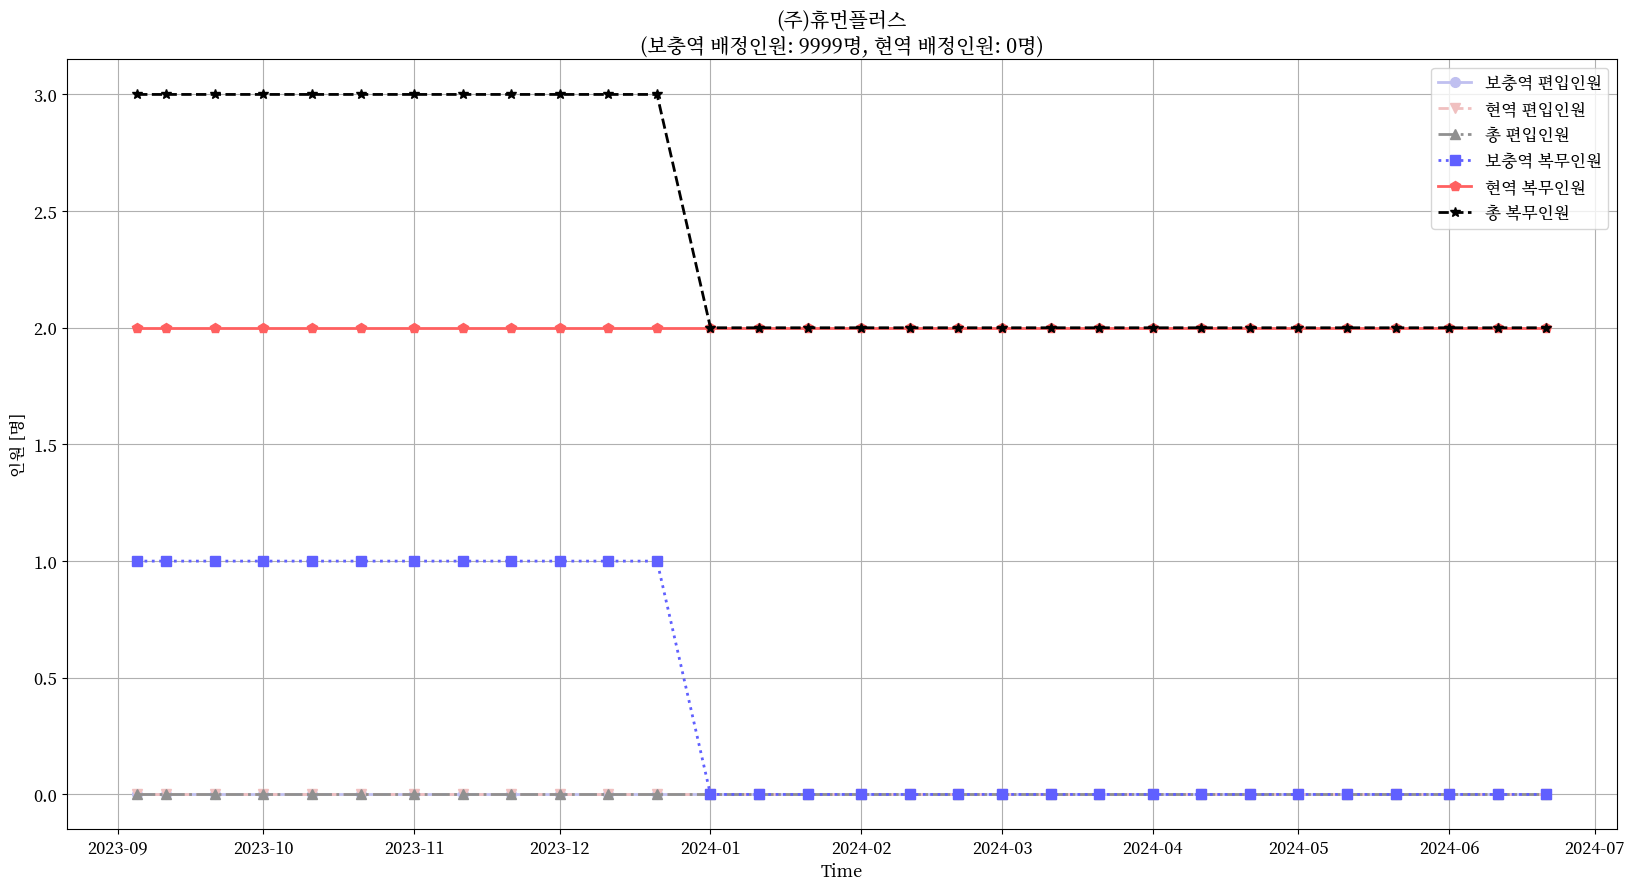 (주)휴먼플러스
(보충역 배정인원: 9999명, 현역 배정인원: 0명)
보충역 편입인원
현역 편입인원
총 편입인원
보충역 복무인원
현역 복무인원
총 복무인원
3.0
2.5
2.0
1.5
1.0
0.5
0.0
인원 [명]
2023-09
2023-10
2023-11
2023-12
2024-01
2024-02
2024-03
2024-04
2024-05
2024-06
2024-07
Time